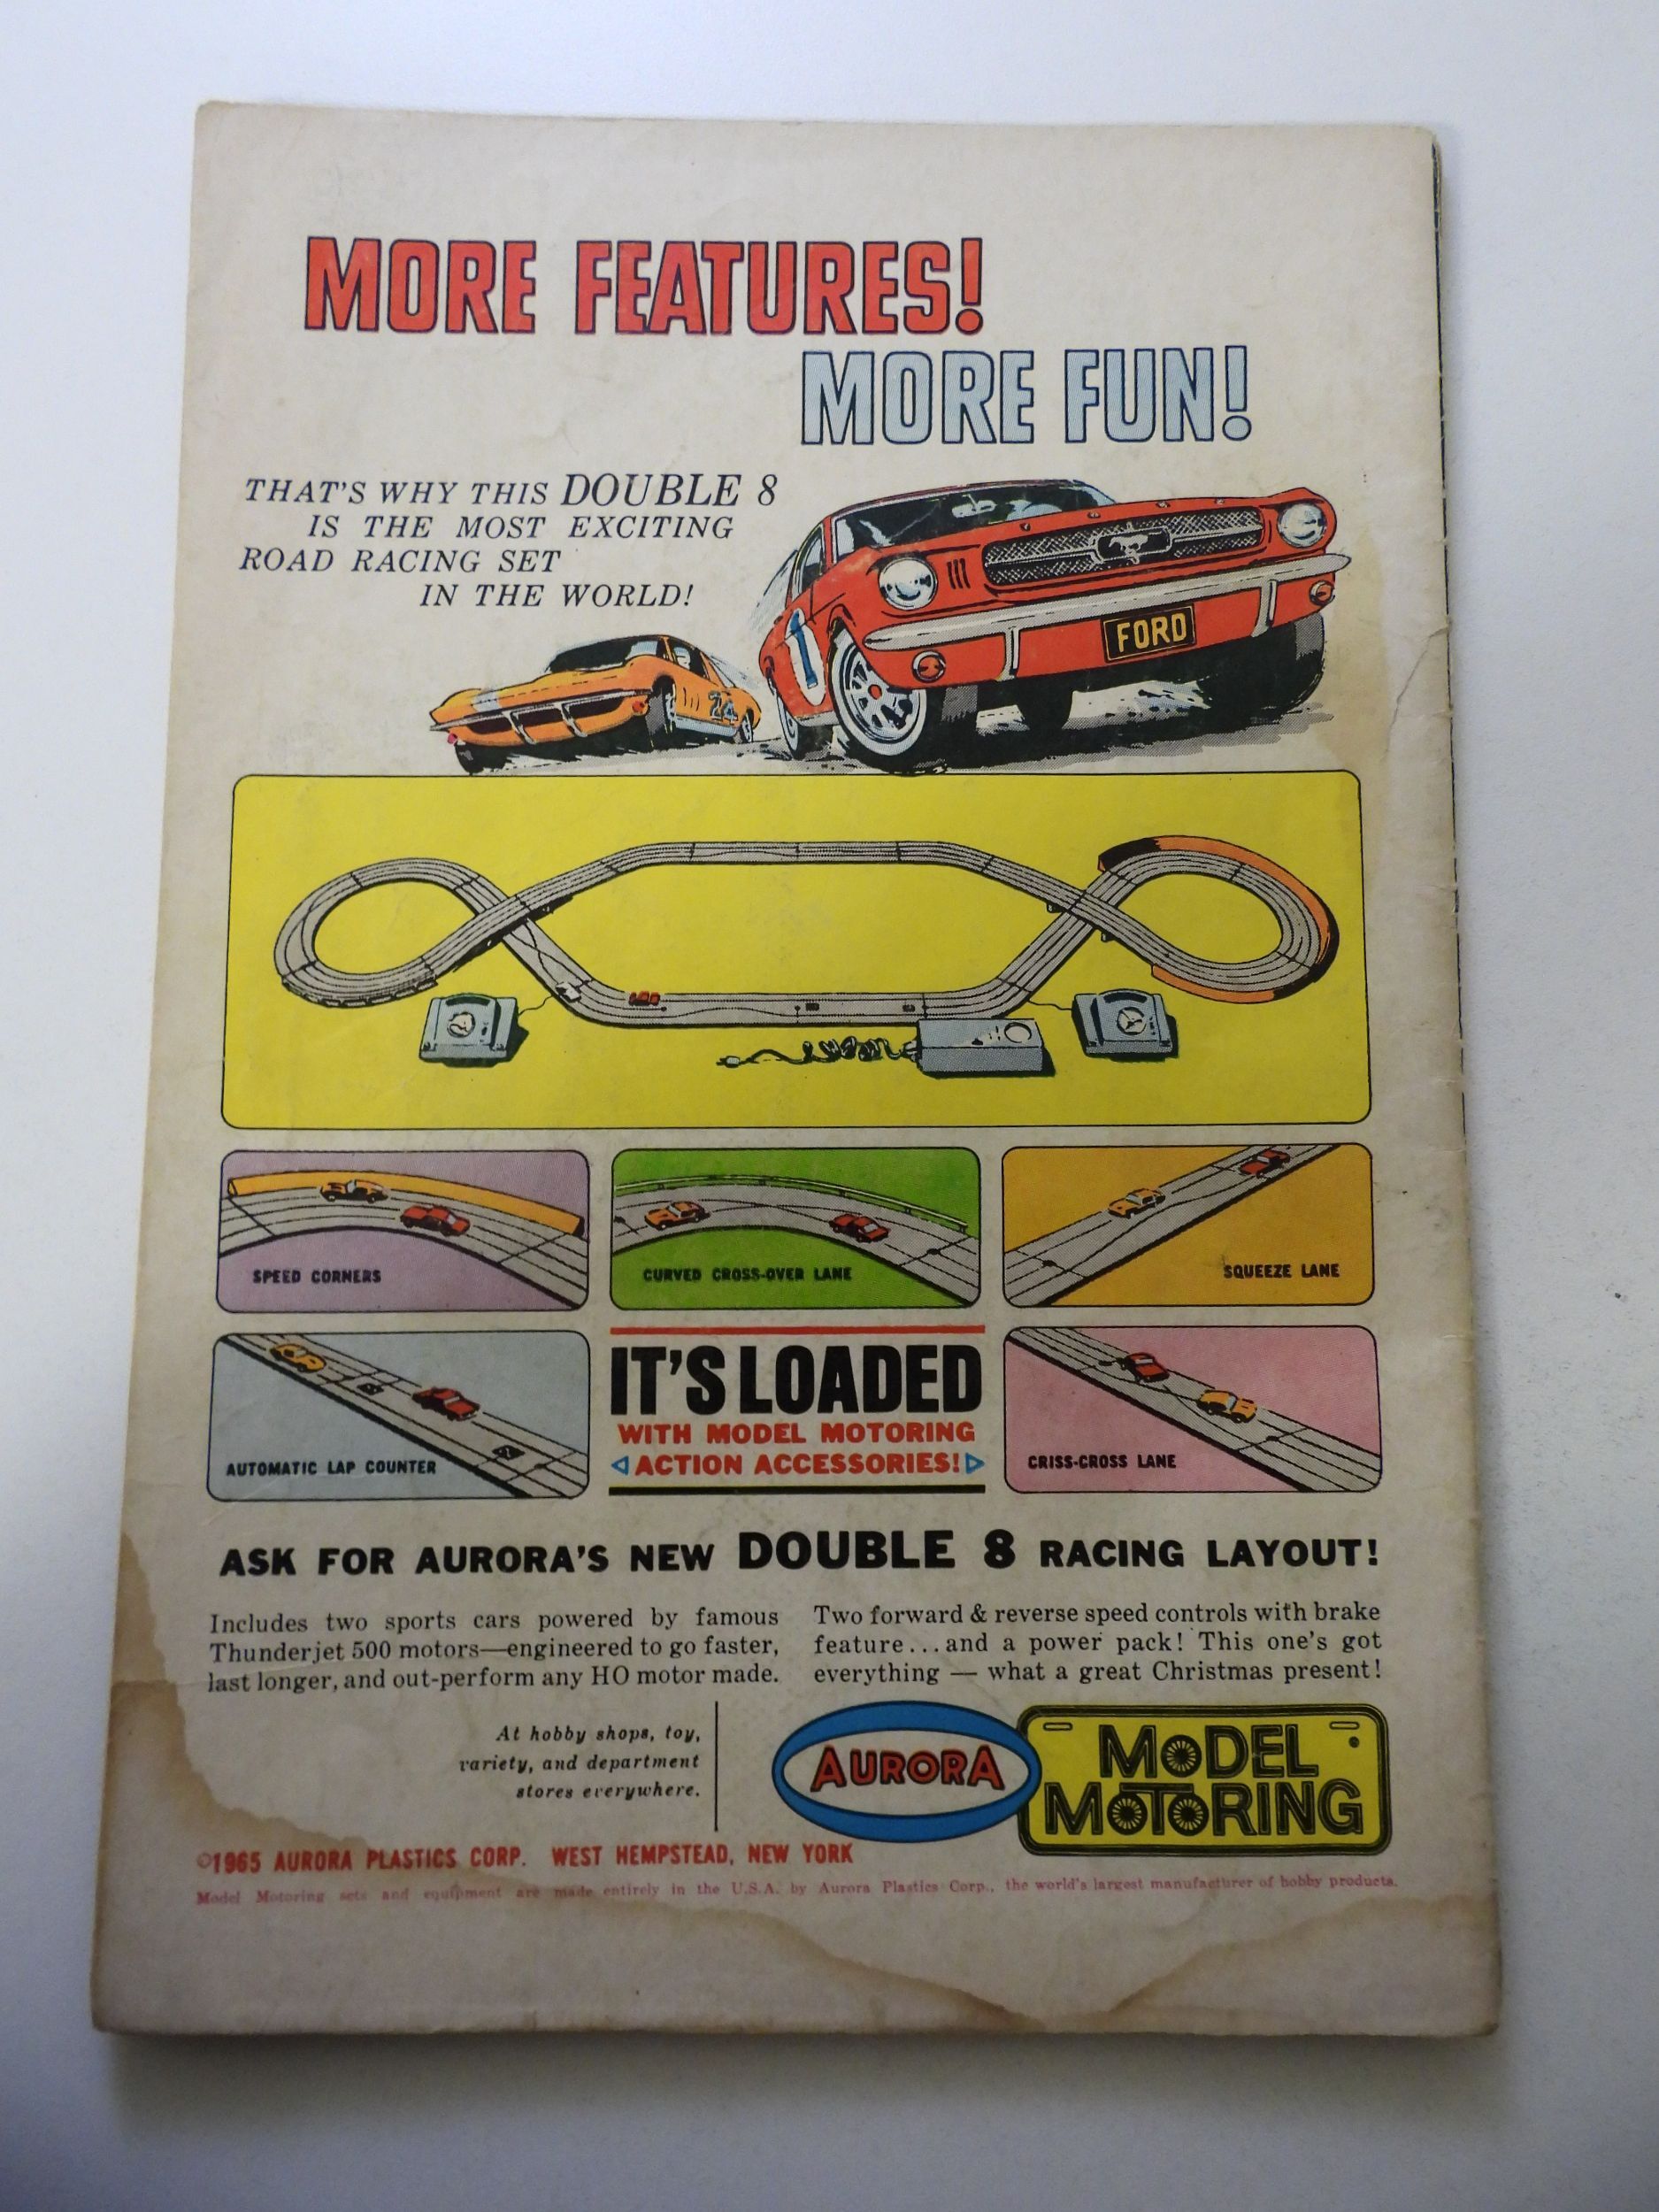 MORE FEATURES!
MORE FUN!
THAT'S WHY THIS DOUBLE 8
IS THE MOST EXCITING
ROAD RACING SET
IN THE WORLD!
FORD
1
24
SPEED CORNERS
CURVED CROSS-OVER LANE
SQUEEZE LANE
AUTOMATIC LAP COUNTER
IT'S LOADED
WITH MODEL MOTORING
ACTION ACCESSORIES!
CRISS-CROSS LANE
ASK FOR AURORA'S NEW DOUBLE 8 RACING LAYOUT!
Includes two sports cars powered by famous
Thunderjet 500 motors—engineered to go faster,
last longer, and out-perform any HO motor made.
Two forward & reverse speed controls with brake
feature...and a power pack! This one's got
everything — what a great Christmas present!
At hobby shops, toy,
variety, and department
stores everywhere.
AURORA
MODEL
MOTORING
©1965 AURORA PLASTICS CORP. WEST HEMPSTEAD, NEW YORK
Model Motoring sets and equipment are made entirely in the U.S.A. by Aurora Plastics Corp., the world's largest manufacturer of hobby products.